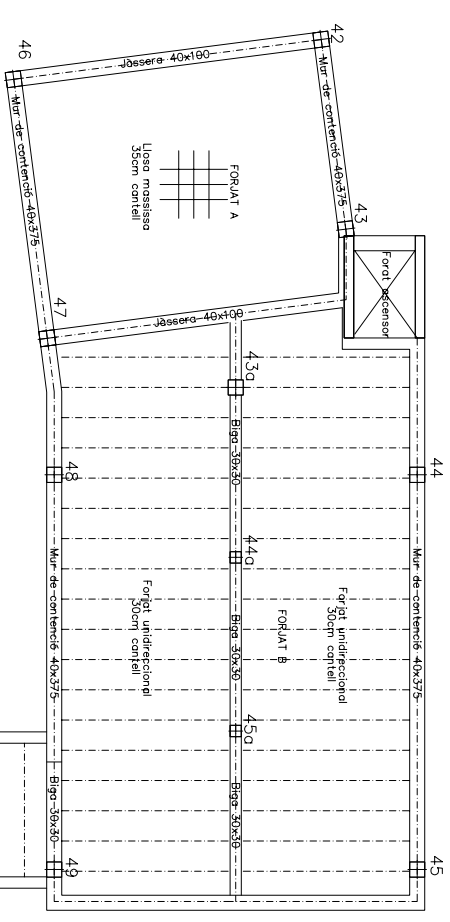 46
42
Jàssera 40x100
Mur de contenció 40x375
Mur de contenció 40x375
FORJAT A
Llosa massissa
35cm cantell
43
Forat ascensor
47
Jàssera 40x100
43a
Biga 30x30
44
48
44a
Mur de contenció 40x375
Mur de contenció 40x375
Forjat unidireccional
30cm cantell
FORJAT B
Forjat unidireccional
30cm cantell
Biga 30x30
45a
Biga 30x30
Biga 30x30
45
49